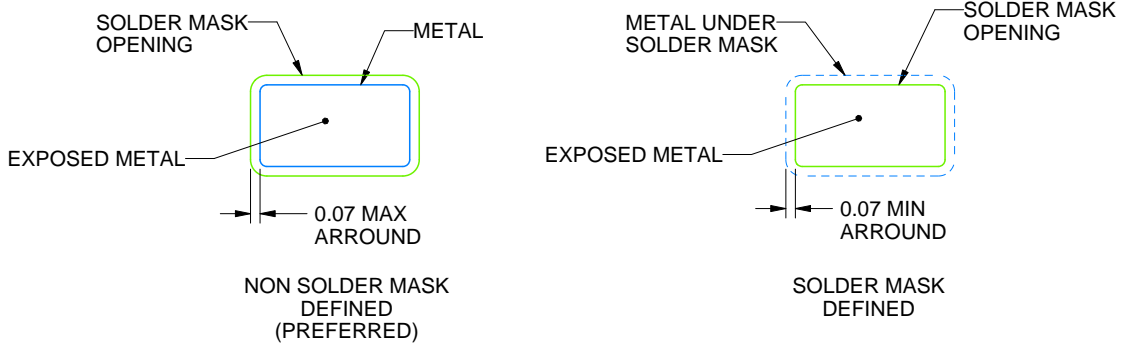 SOLDER MASK
OPENING
METAL
EXPOSED METAL
0.07 MAX
ARROUND
NON SOLDER MASK
DEFINED
(PREFERRED)
METAL UNDER
SOLDER MASK
SOLDER MASK
OPENING
EXPOSED METAL
0.07 MIN
ARROUND
SOLDER MASK
DEFINED